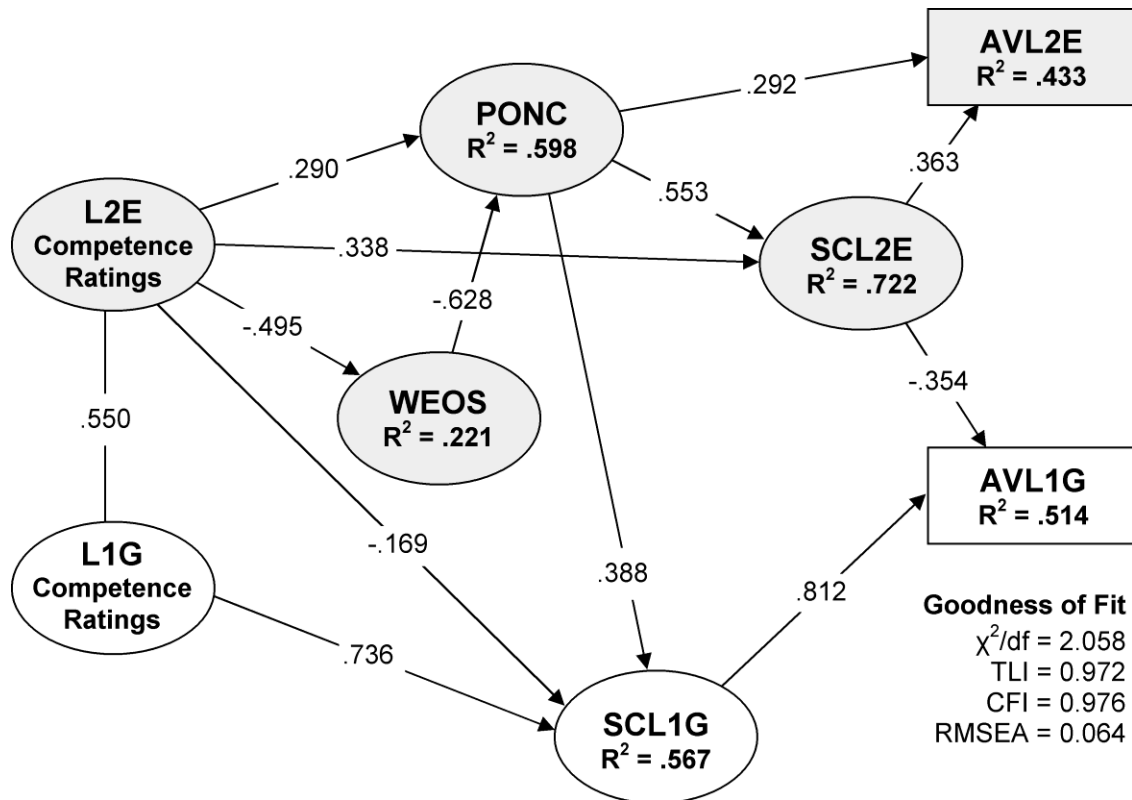 AVL2E
R² = .433
.292
PONC
R² = .598
.290
.363
.553
L2E
Competence
Ratings
.338
SCL2E
R² = .722
-.628
-.495
-.354
WEOS
R² = .221
.550
AVL1G
R² = .514
L1G
Competence
Ratings
-.169
.388
.812
.736
SCL1G
R² = .567
Goodness of Fit
χ²/df = 2.058
TLI = 0.972
CFI = 0.976
RMSEA = 0.064